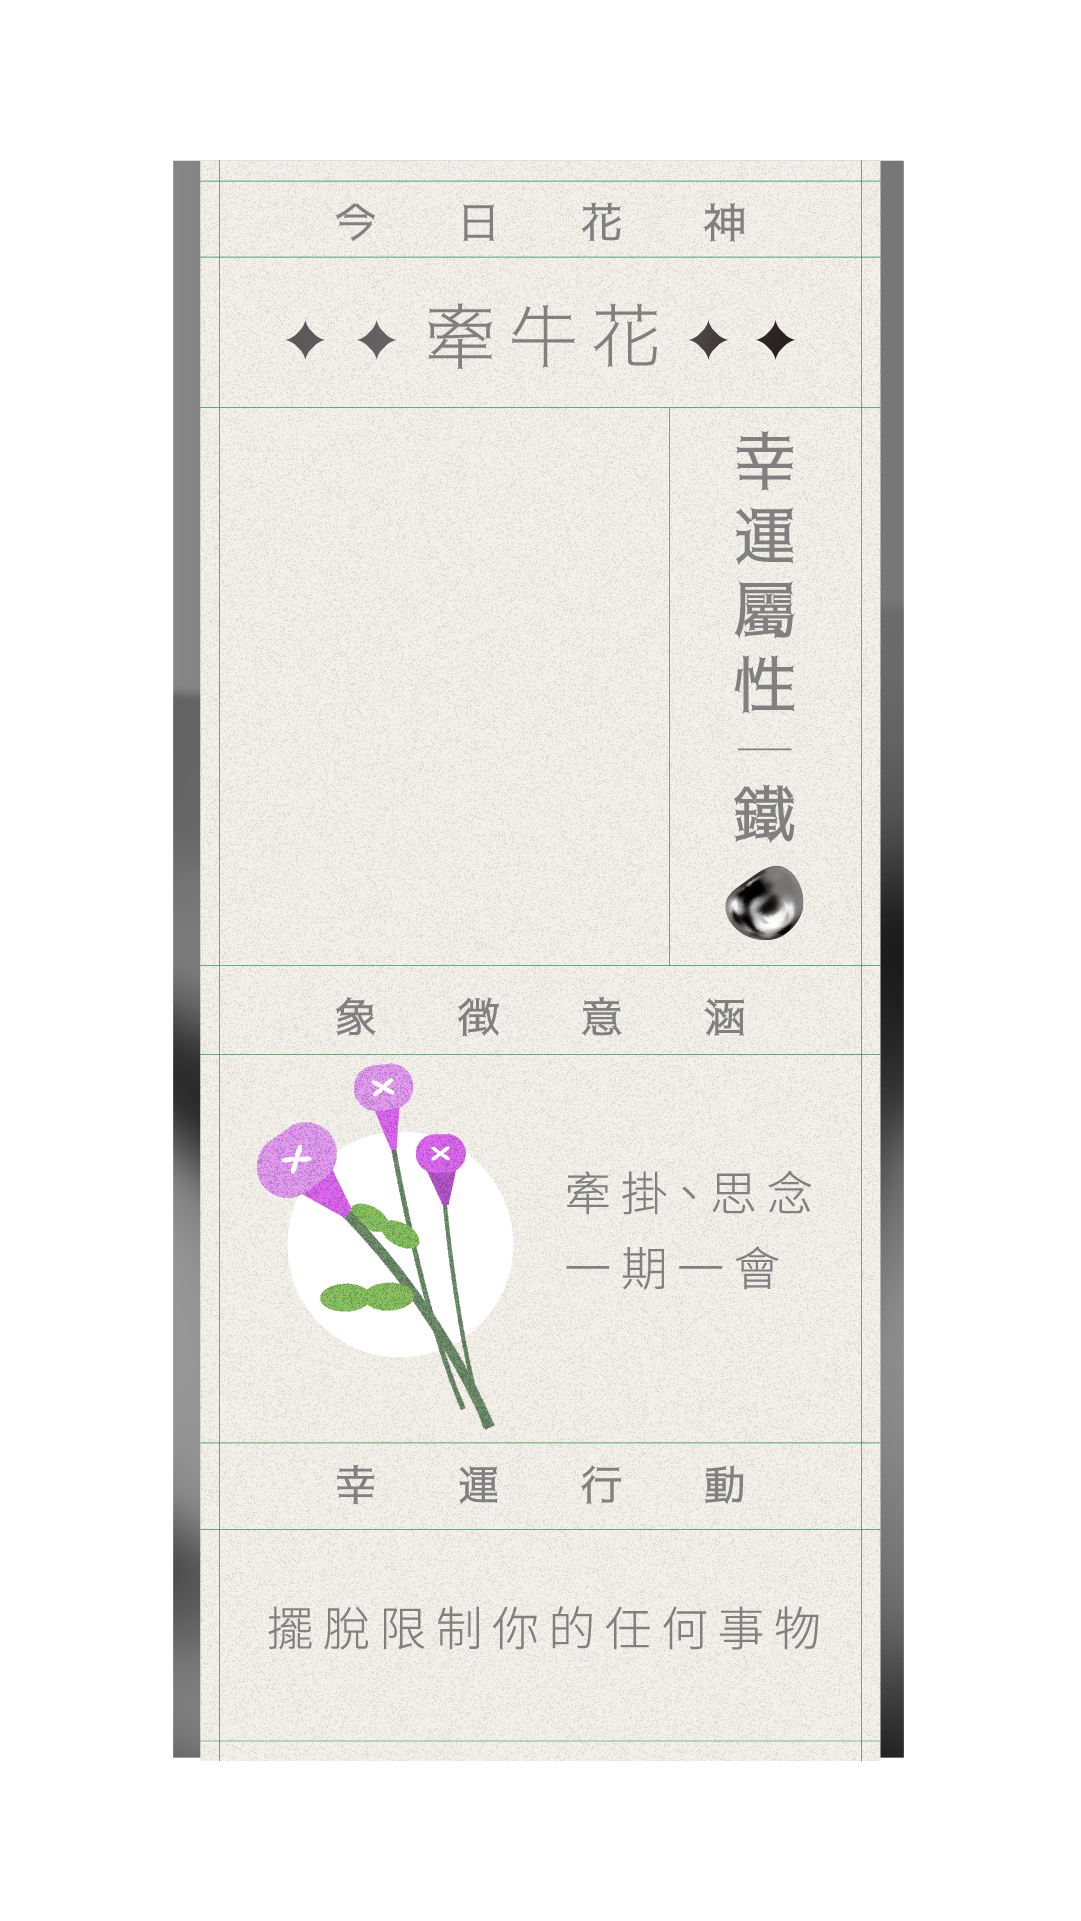 今日花神
牽牛花
幸運屬性｜鐵
象徵意涵
牽掛、思念
一期一會
幸運行動
擺脫限制你的任何事物